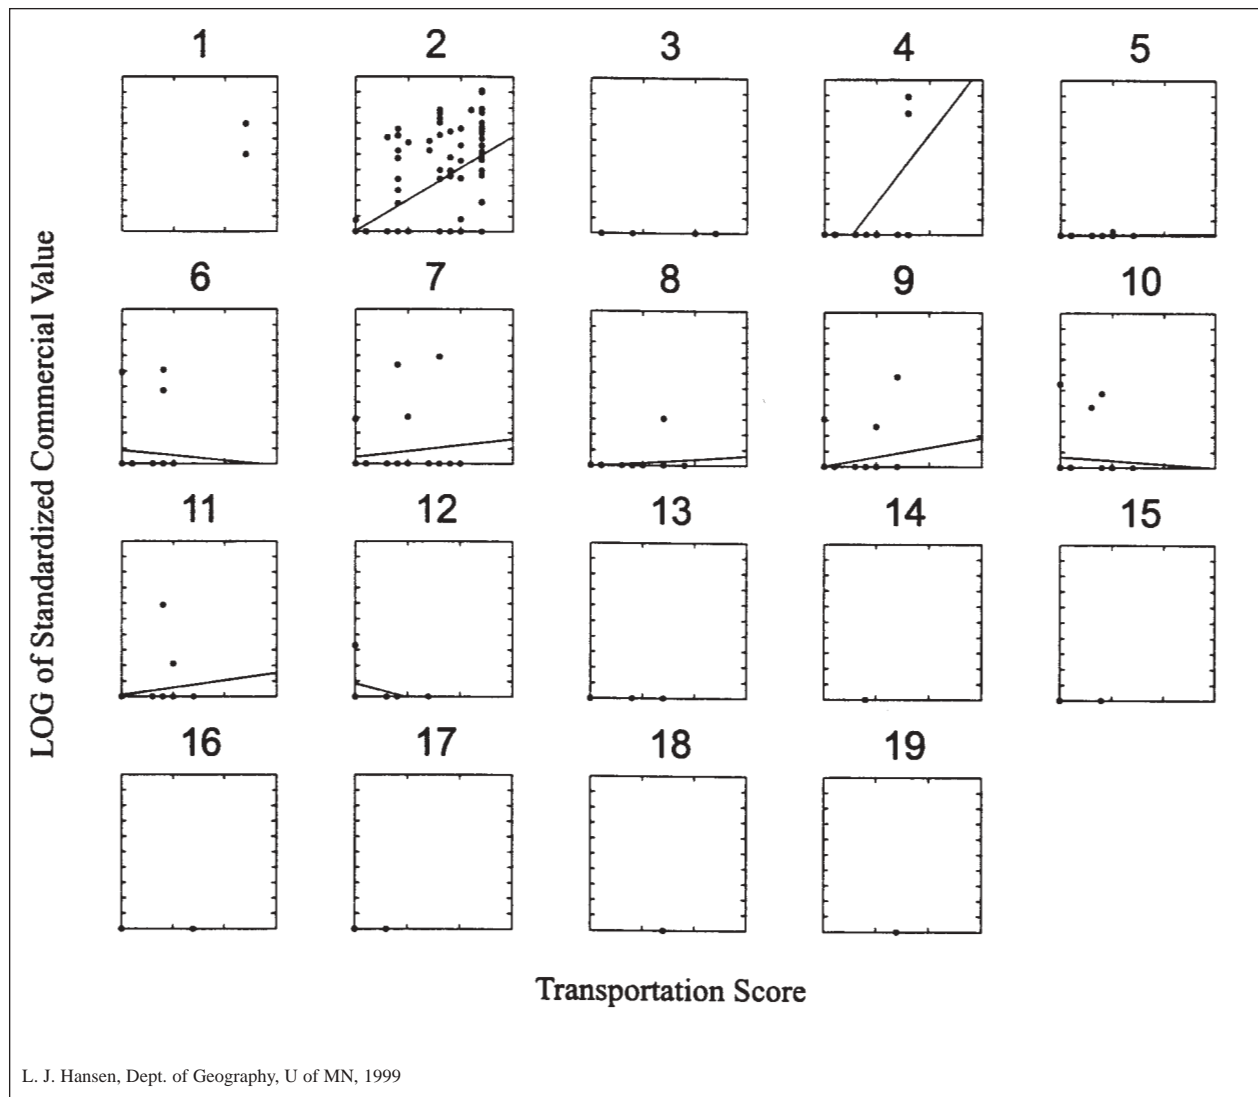 1 2 3 4 5
6 7 8 9 10
11 12 13 14 15
16 17 18 19
LOG of Standardized Commercial Value
Transportation Score
L. J. Hansen, Dept. of Geography, U of MN, 1999